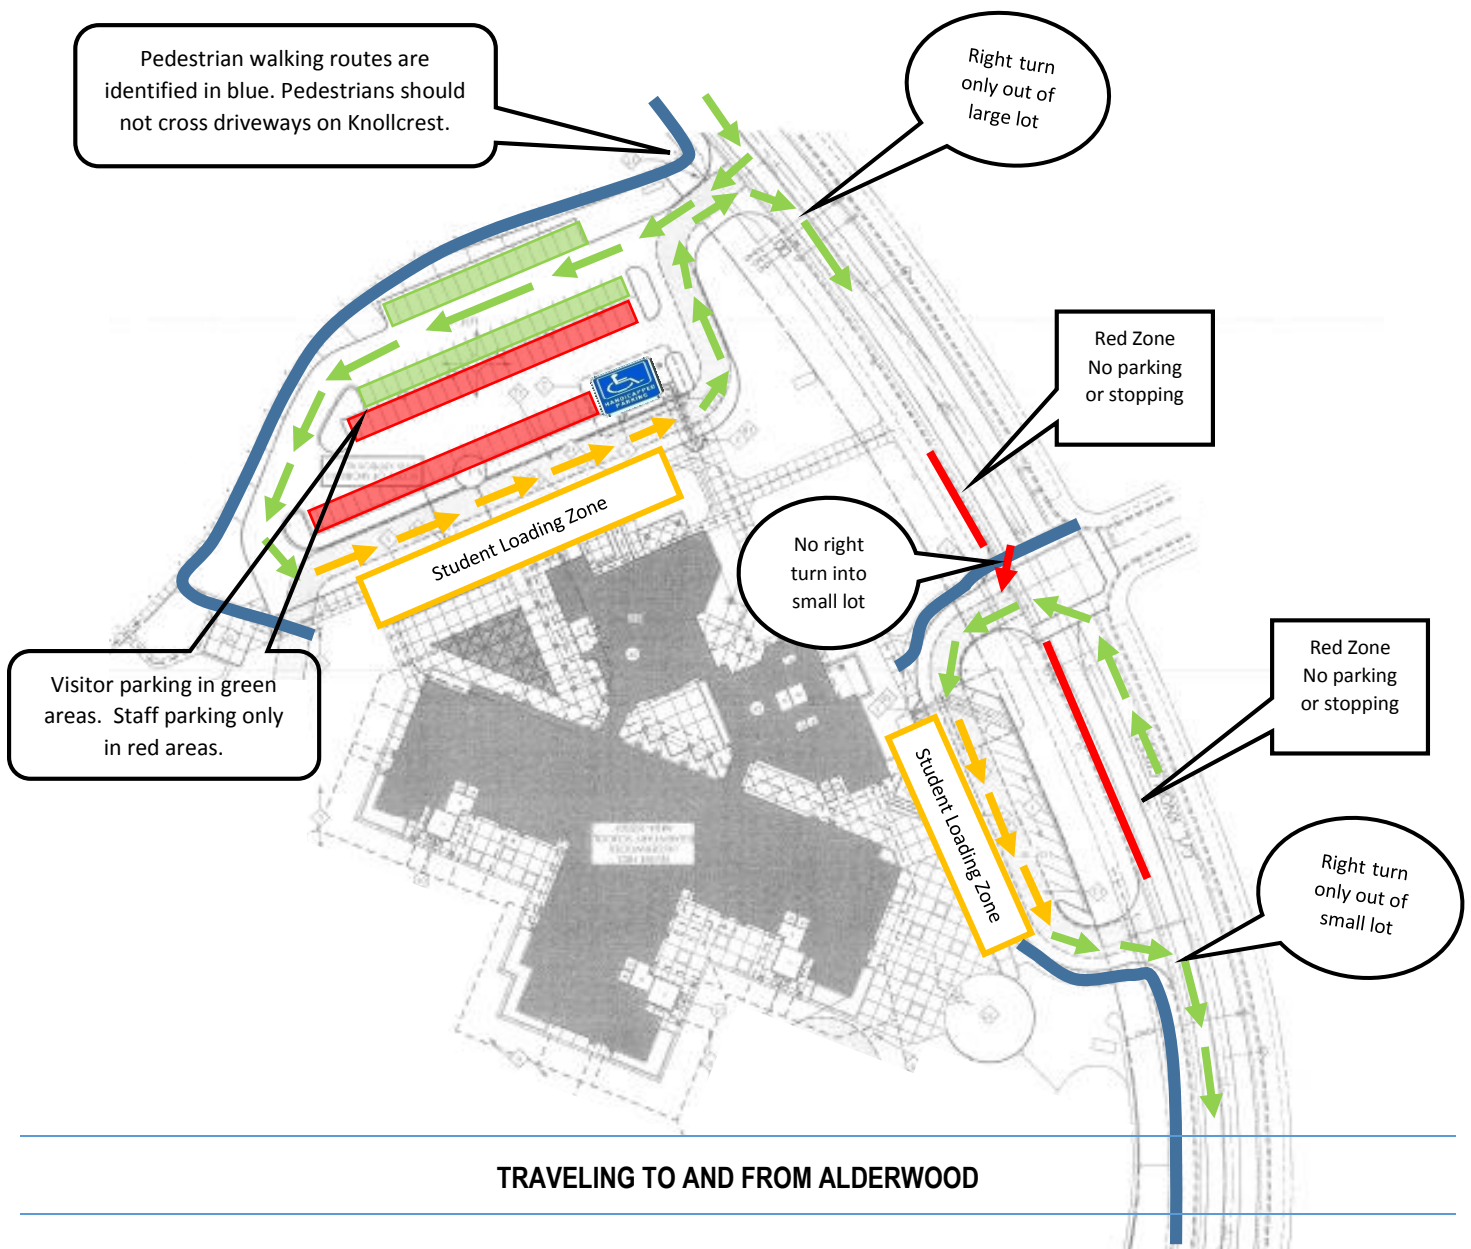 Pedestrian walking routes are
identified in blue. Pedestrians should
not cross driveways on Knollcrest.
Right turn
only out of
large lot
Red Zone
No parking
or stopping
HANDICAPPED
PARKING
Student Loading Zone
No right
turn into
small lot
Visitor parking in green
areas.  Staff parking only
in red areas.
Red Zone
No parking
or stopping
Student Loading Zone
Right turn
only out of
small lot
TRAVELING TO AND FROM ALDERWOOD